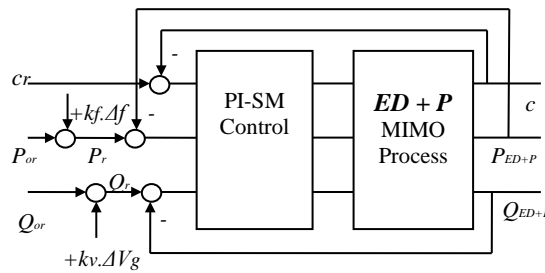 -
cr
+kf.Δf
-
P_or
P_r
PI-SM
Control
ED + P
MIMO
Process
c
P_ED+P
Q_r
Q_or
-
Q_ED+
+kv.ΔVg